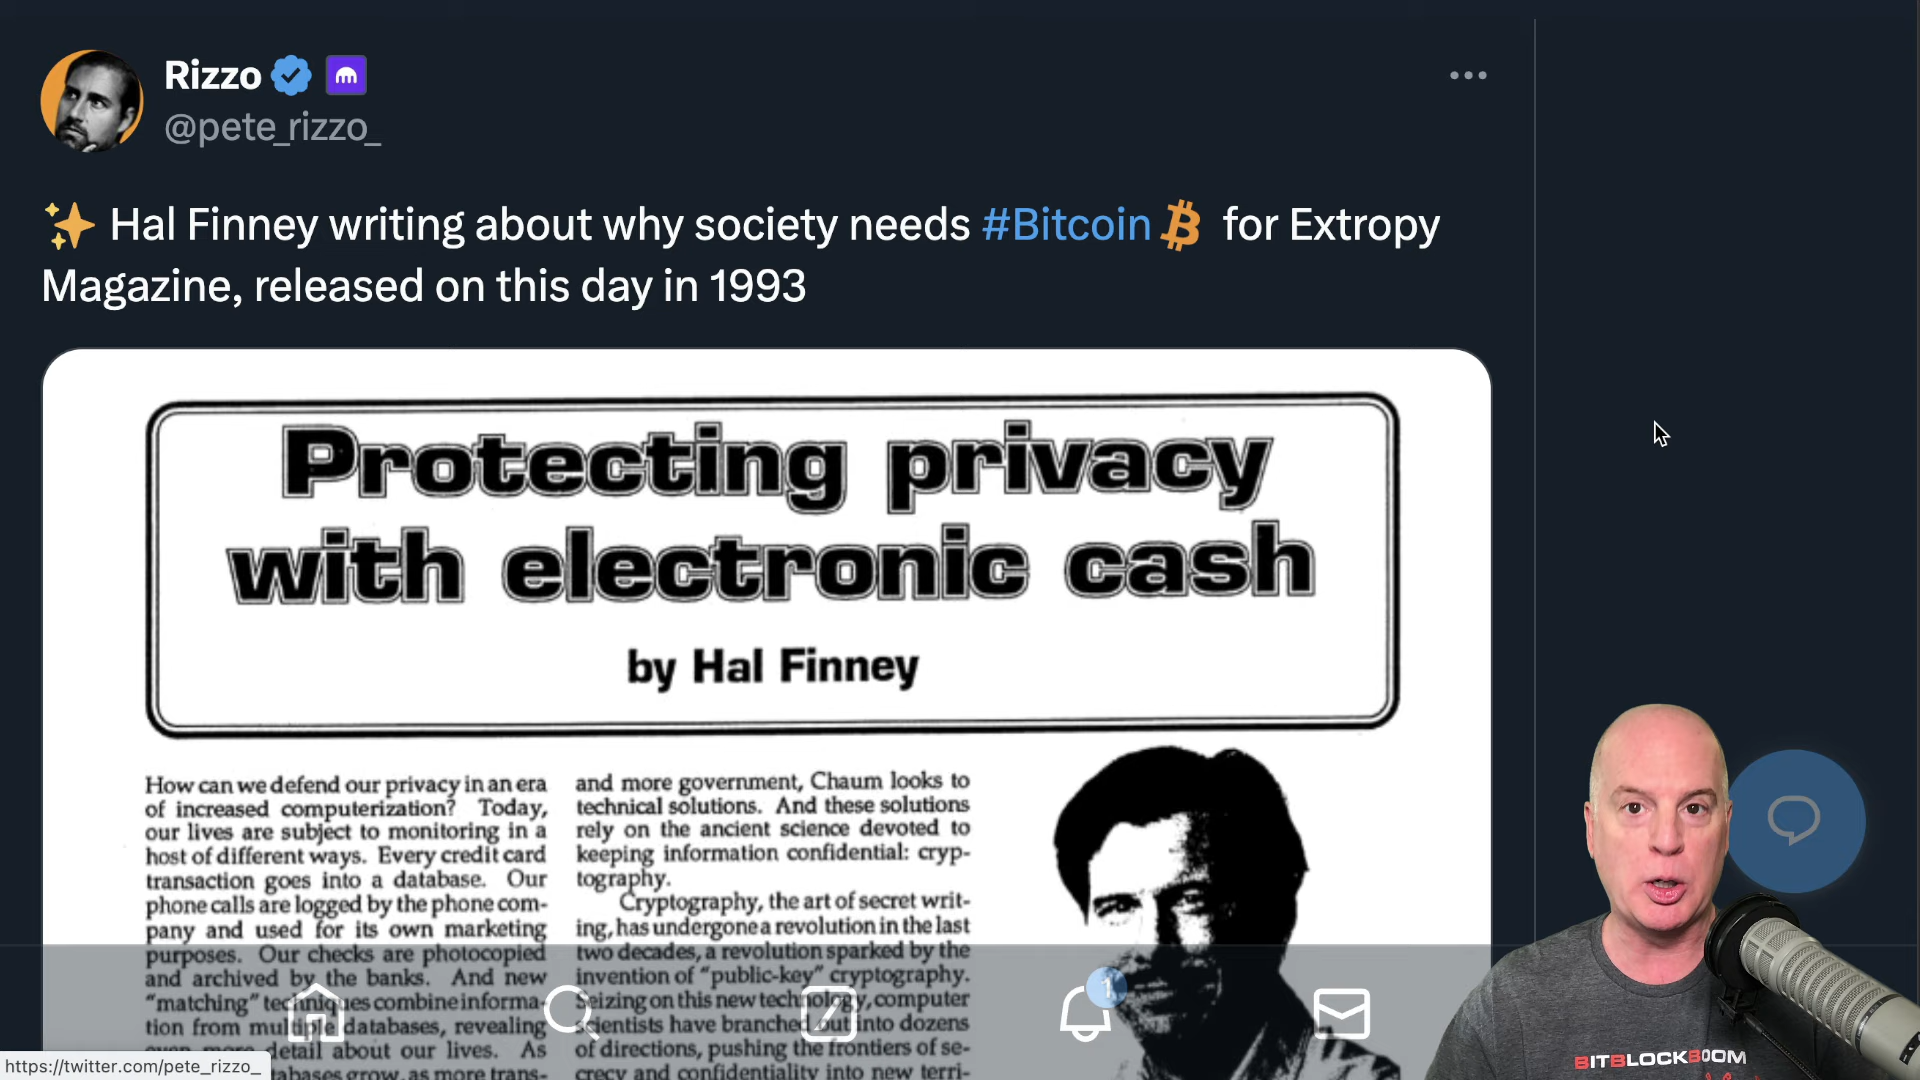 Rizzo
@pete_rizzo_
Hal Finney writing about why society needs #Bitcoin for Extropy
Magazine, released on this day in 1993
Protecting privacy
with electronic cash
by Hal Finney
How can we defend our privacy in an era
of increased computerization? Today,
our lives are subject to monitoring in a
host of different ways. Every credit card
transaction goes into a database. Our
phone calls are logged by the phone com-
pany and used for its own marketing
purposes. Our checks are photocopied
and archived by the banks. And new
"matching" techniques combine informa-
tion from multiple databases, revealing
even more detail about our lives. As
tabases grow, as more trans-
and more government, Chaum looks to
technical solutions. And these solutions
rely on the ancient science devoted to
keeping information confidential: cryp-
tography.
Cryptography, the art of secret writ-
ing, has undergone a revolution in the last
two decades, a revolution sparked by the
invention of "public-key" cryptography.
Seizing on this new technology, computer
scientists have branched out into dozens
of directions, pushing the frontiers of se-
crecy and confidentiality into new terri-
1
https://twitter.com/pete_rizzo_
BITBLOCKBOOM